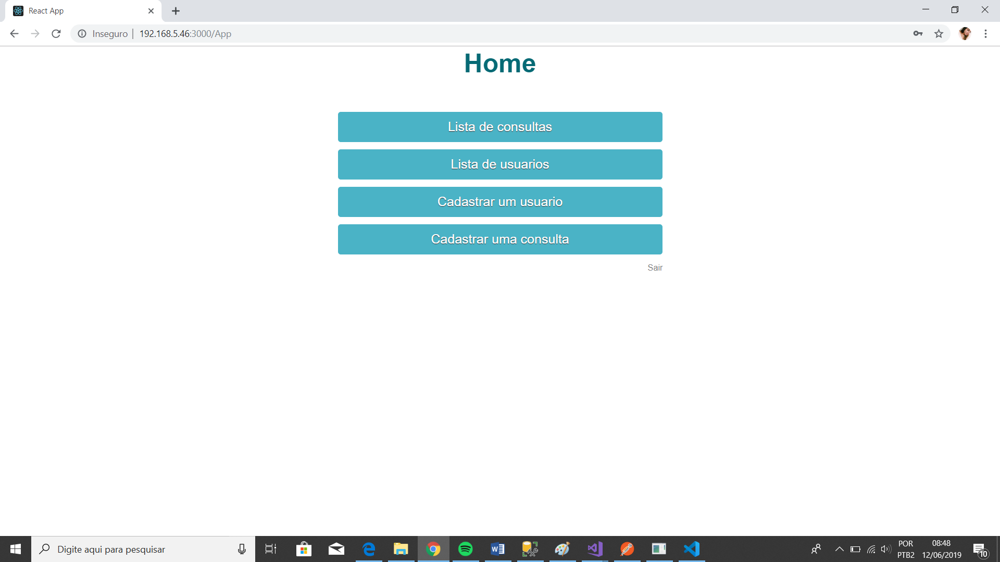 React App
Inseguro | 192.168.5.46:3000/App
Home
Lista de consultas
Lista de usuarios
Cadastrar um usuario
Cadastrar uma consulta
Sair
Digite aqui para pesquisar
POR
PTB2
08:48
12/06/2019
10